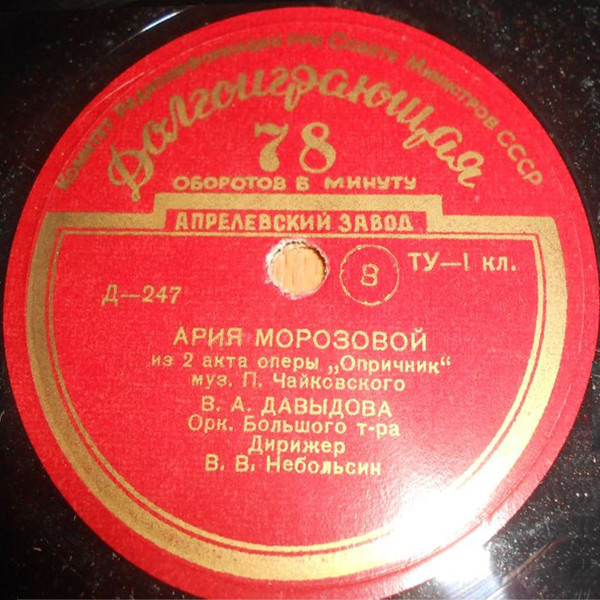 Комитет Радиоинформации при Совете Министров СССР
Долгоиграющая
78
ОБОРОТОВ В МИНУТУ
АПРЕЛЕВСКИЙ ЗАВОД
Д—247
8
ТУ—I кл.
АРИЯ МОРОЗОВОЙ
из 2 акта оперы „Опричник“
муз. П. Чайковского
В. А. ДАВЫДОВА
Орк. Большого т-ра
Дирижер
В. В. Небольсин